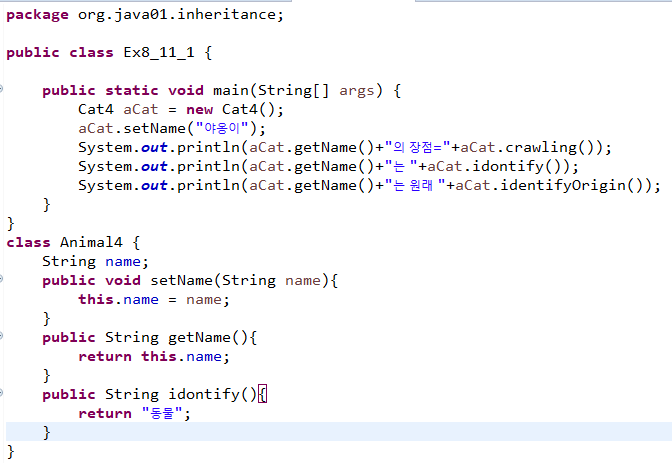 package org.java01.inheritance;
public class Ex8_11_1 {
public static void main(String[] args) {
Cat4 aCat = new Cat4();
aCat.setName("야옹이");
System.out.println(aCat.getName()+"의 장점="+aCat.crawling());
System.out.println(aCat.getName()+"는 "+aCat.idontify());
System.out.println(aCat.getName()+"는 원래 "+aCat.identifyOrigin());
}
}
class Animal4 {
String name;
public void setName(String name){
this.name = name;
}
public String getName(){
return this.name;
}
public String idontify(){
return "동물";
}
}